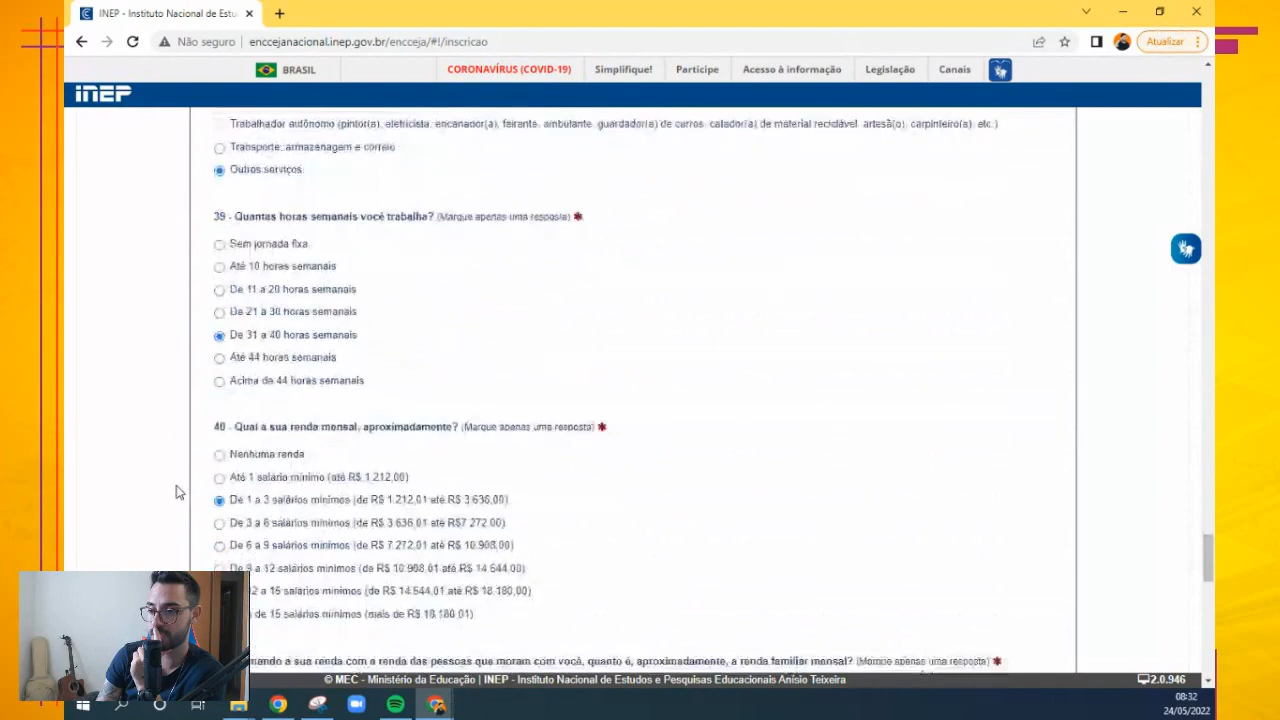 INEP - Instituto Nacional de Estu
Não seguro
enccejanacional.inep.gov.br/encceja/#!/inscricao
Atualizar
BRASIL
CORONAVÍRUS (COVID-19)
Simplifique!
Participe
Acesso à informação
Legislação
Canais
inep
Trabalhador autônomo (pintor(a), eletricista, encanador(a), feirante, ambulante, guardador(a) de carros, catador(a) de material reciclável, artesã(o), carpinteiro(a), etc.)
Transporte, armazenagem e correio
Outros serviços
39 - Quantas horas semanais você trabalha? (Marque apenas uma resposta) *
Sem jornada fixa
Até 10 horas semanais
De 11 a 20 horas semanais
De 21 a 30 horas semanais
De 31 a 40 horas semanais
Até 44 horas semanais
Acima de 44 horas semanais
40 - Qual a sua renda mensal, aproximadamente? (Marque apenas uma resposta) *
Nenhuma renda
Até 1 salário mínimo (até R$ 1.212,00)
De 1 a 3 salários mínimos (de R$ 1.212,01 até R$ 3.636,00)
De 3 a 6 salários mínimos (de R$ 3.636,01 até R$7.272,00)
De 6 a 9 salários mínimos (de R$ 7.272,01 até R$ 10.908,00)
De 9 a 12 salários mínimos (de R$ 10.908,01 até R$ 14.544,00)
12 a 15 salários mínimos (de R$ 14.544,01 até R$ 18.180,00)
de 15 salários mínimos (mais de R$ 18.180,01)
mando a sua renda com a renda das pessoas que moram com você, quanto é, aproximadamente, a renda familiar mensal? (Marque apenas uma resposta) *
© MEC - Ministério da Educação | INEP - Instituto Nacional de Estudos e Pesquisas Educacionais Anísio Teixeira
2.0.946
08:32
24/05/2022